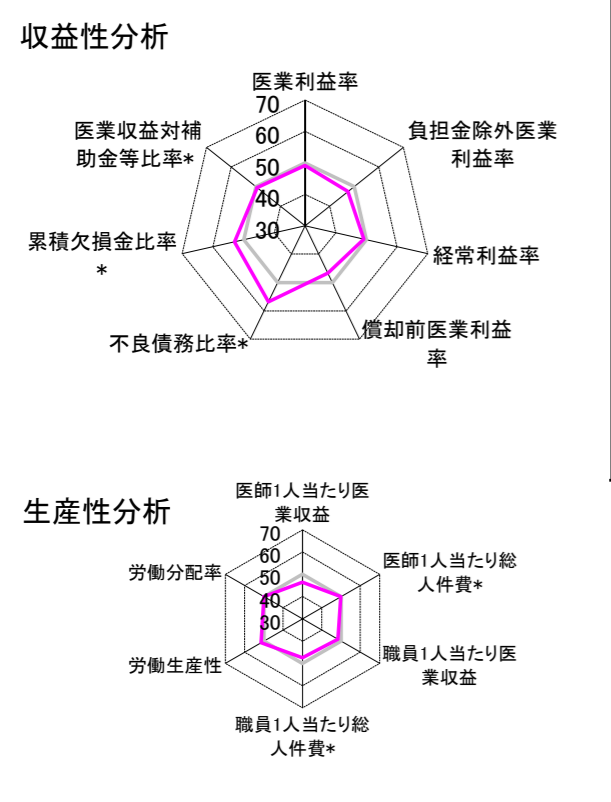 収益性分析
医業利益率
70
60
50
40
30
負担金除外医業
利益率
経常利益率
償却前医業利益
率
不良債務比率*
累積欠損金比率
*
医業収益対補
助金等比率*
生産性分析
医師1人当たり医
業収益
70
60
50
40
30
医師1人当たり総
人件費*
職員1人当たり医
業収益
職員1人当たり総
人件費*
労働生産性
労働分配率